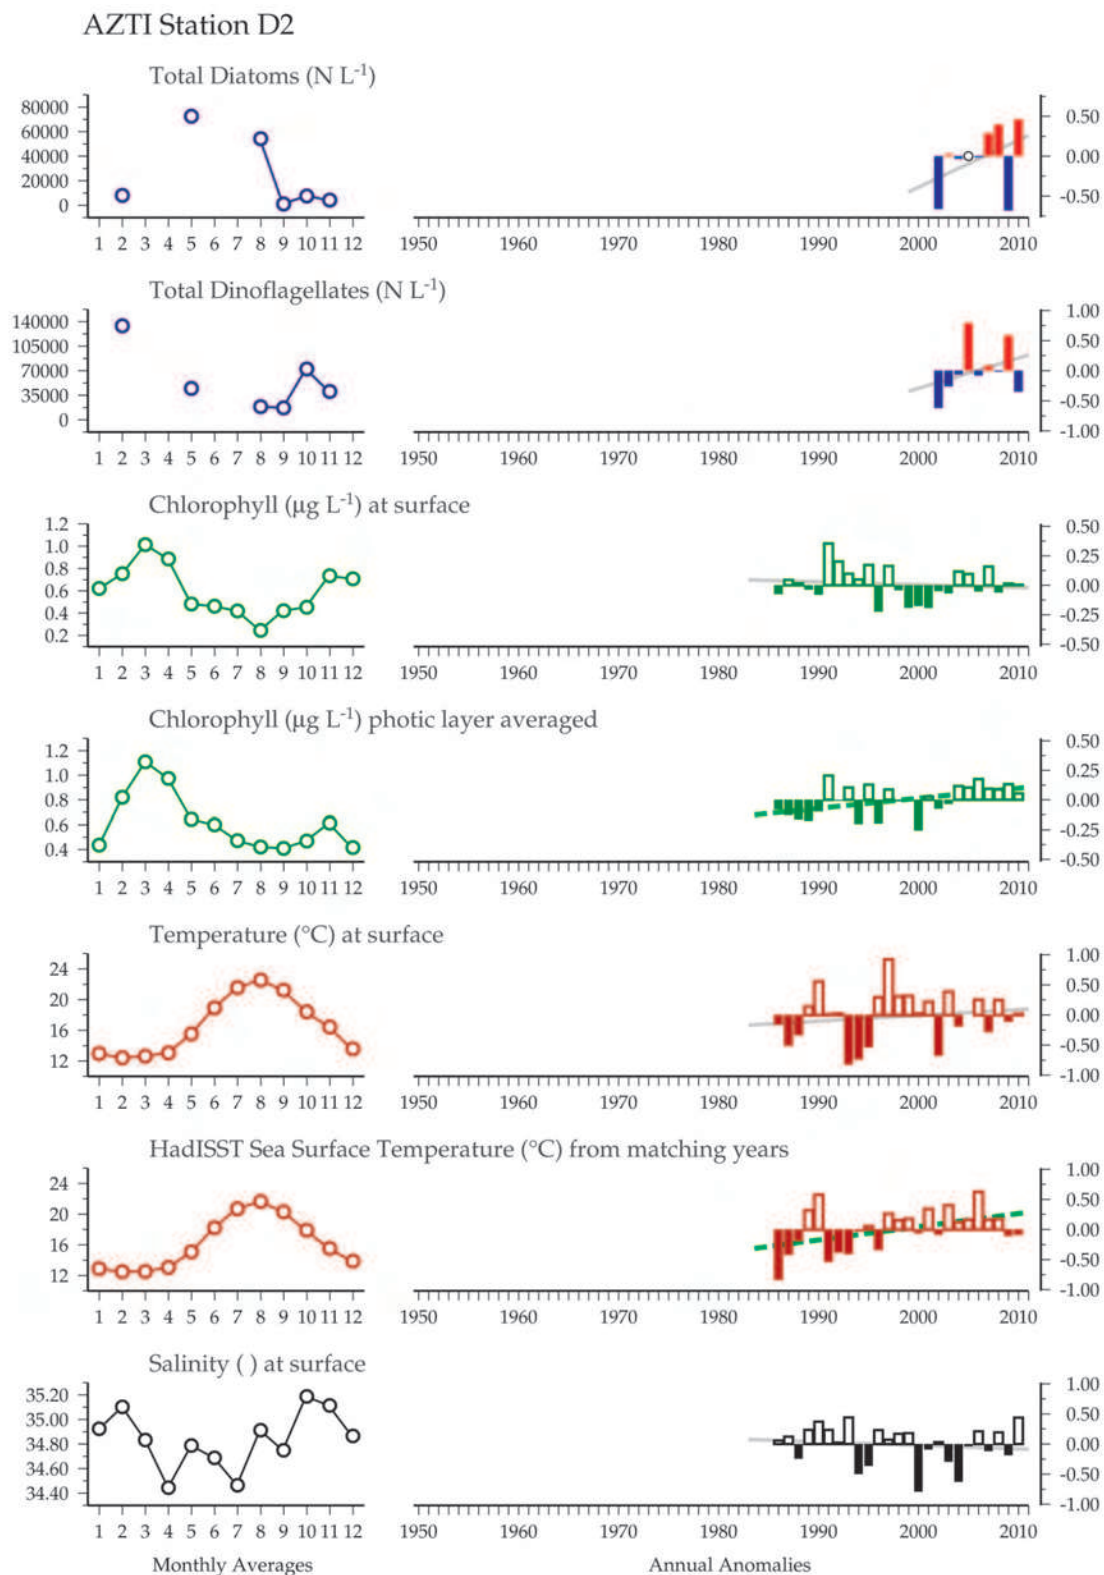 AZTI Station D2
Total Diatoms (N L⁻¹)
80000
60000
40000
20000
0
0.50
0.00
-0.50
1 2 3 4 5 6 7 8 9 10 11 12
1950 1960 1970 1980 1990 2000 2010
Total Dinoflagellates (N L⁻¹)
140000
105000
70000
35000
0
1.00
0.50
0.00
-0.50
-1.00
1 2 3 4 5 6 7 8 9 10 11 12
1950 1960 1970 1980 1990 2000 2010
Chlorophyll (µg L⁻¹) at surface
1.2
1.0
0.8
0.6
0.4
0.2
0.50
0.25
0.00
-0.25
-0.50
1 2 3 4 5 6 7 8 9 10 11 12
1950 1960 1970 1980 1990 2000 2010
Chlorophyll (µg L⁻¹) photic layer averaged
1.2
1.0
0.8
0.6
0.4
0.50
0.25
0.00
-0.25
-0.50
1 2 3 4 5 6 7 8 9 10 11 12
1950 1960 1970 1980 1990 2000 2010
Temperature (°C) at surface
24
20
16
12
1.00
0.50
0.00
-0.50
-1.00
1 2 3 4 5 6 7 8 9 10 11 12
1950 1960 1970 1980 1990 2000 2010
HadISST Sea Surface Temperature (°C) from matching years
24
20
16
12
1.00
0.50
0.00
-0.50
-1.00
1 2 3 4 5 6 7 8 9 10 11 12
1950 1960 1970 1980 1990 2000 2010
Salinity ( ) at surface
35.20
35.00
34.80
34.60
34.40
1.00
0.50
0.00
-0.50
-1.00
1 2 3 4 5 6 7 8 9 10 11 12
1950 1960 1970 1980 1990 2000 2010
Monthly Averages
Annual Anomalies